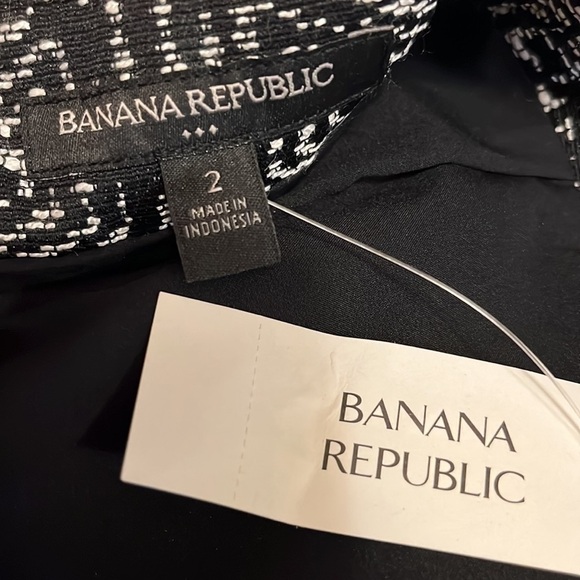 BANANA REPUBLIC
2
MADE IN
INDONESIA
BANANA
REPUBLIC